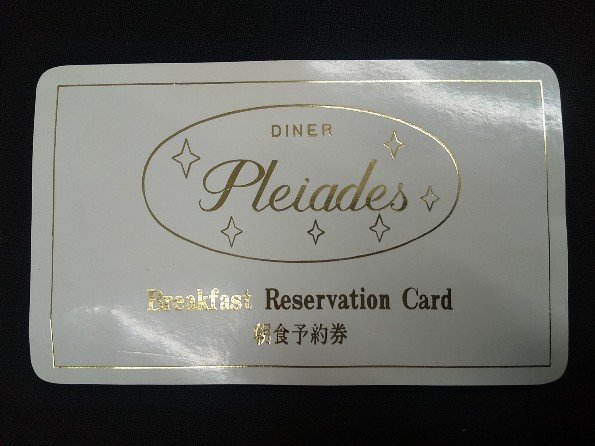 DINER
Pleiades
Breakfast Reservation Card
朝食予約券